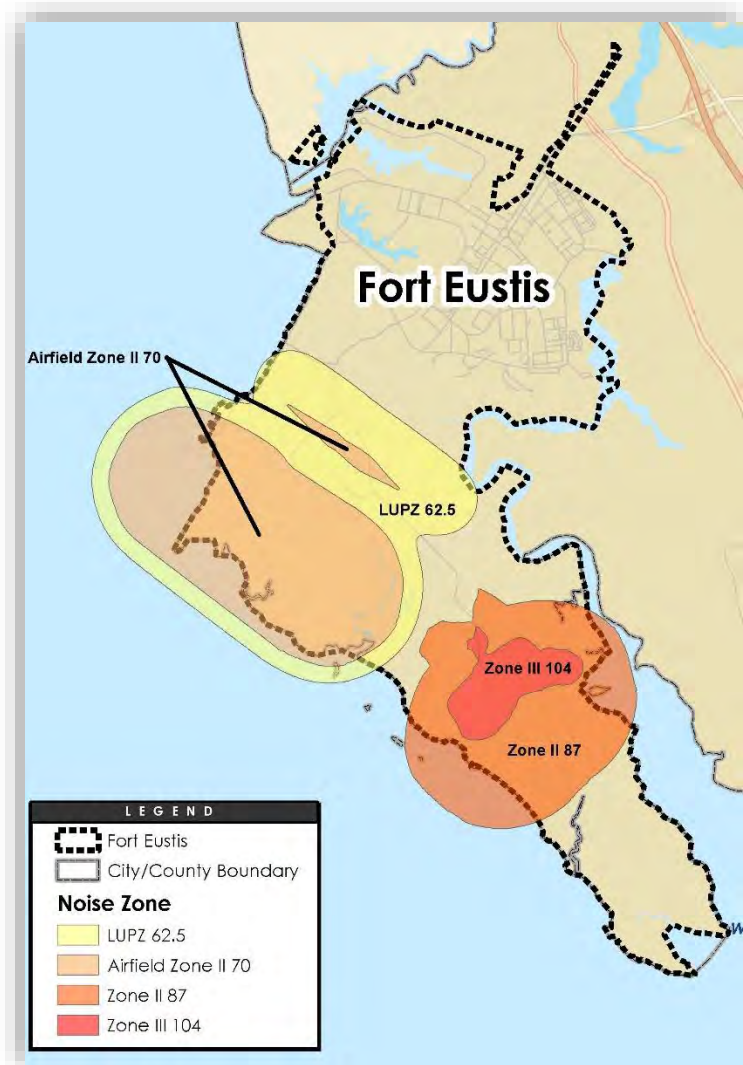 Fort Eustis
Airfield Zone II 70
LUPZ 62.5
Zone III 104
Zone II 87
LEGEND
Fort Eustis
City/County Boundary
Noise Zone
LUPZ 62.5
Airfield Zone II 70
Zone II 87
Zone III 104